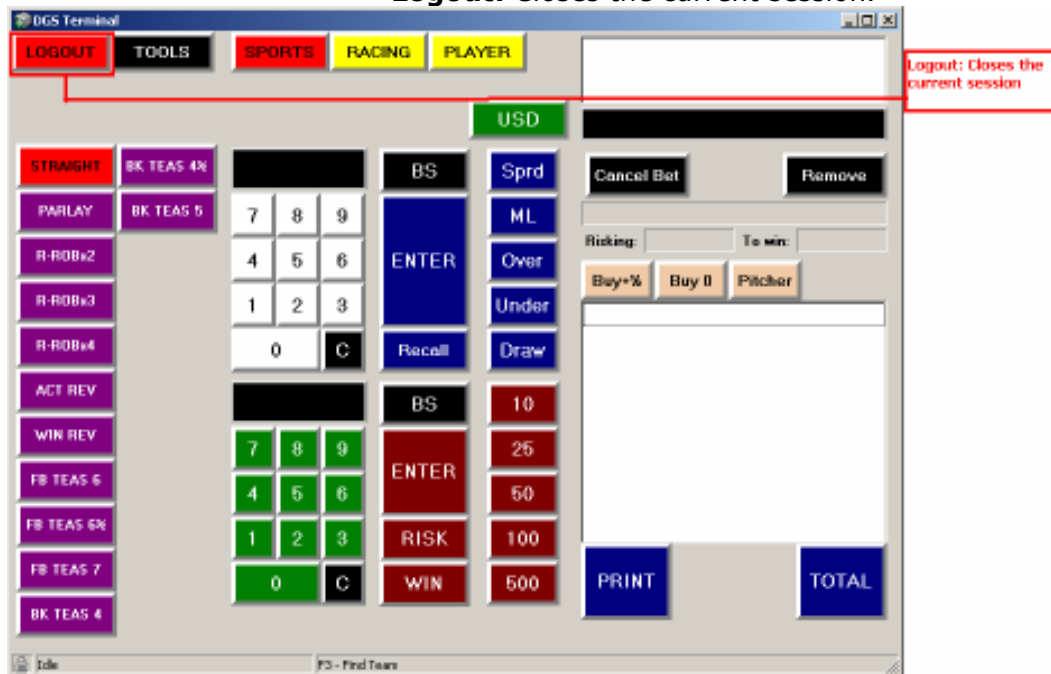 Logout: Closes the current session.
DGS Terminal
LOGOUT TOOLS SPORTS RACING PLAYER
Logout: Closes the
current session
USD
STRAIGHT BK TEAS 4½ BS Sprd Cancel Bet Remove
PARLAY BK TEAS 5 7 8 9 ML
Risking: To win:
R-ROBx2 4 5 6 ENTER Over
Buy+½ Buy 0 Pitcher
R-ROBx3 1 2 3 Under
R-ROBx4 0 C Recall Draw
ACT REV BS 10
WIN REV 7 8 9 25
FB TEAS 6 4 5 6 ENTER 50
FB TEAS 6½ 1 2 3 RISK 100
FB TEAS 7 0 C WIN 500 PRINT TOTAL
BK TEAS 4
Idle F3 - Find Team